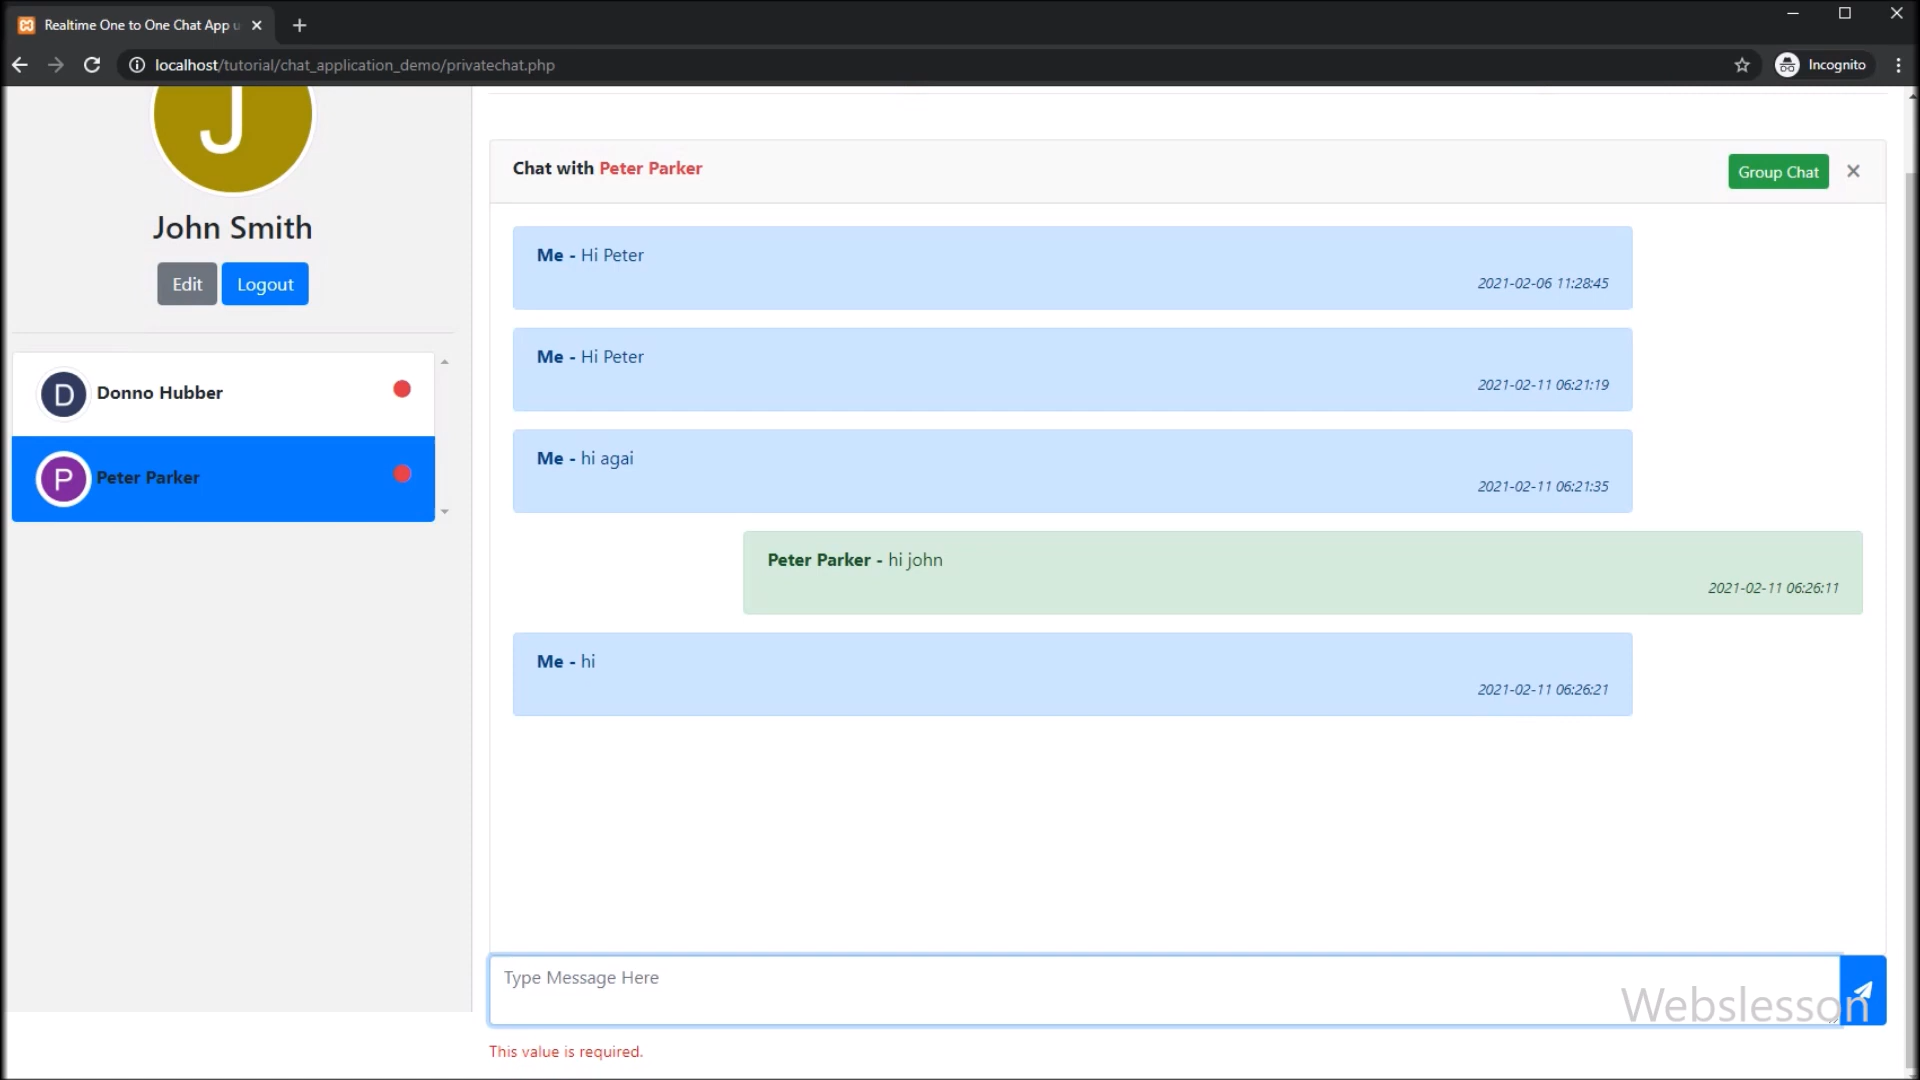 Realtime One to One Chat App u
localhost/tutorial/chat_application_demo/privatechat.php
Incognito
J
John Smith
Edit
Logout
D
Donno Hubber
P
Peter Parker
Chat with Peter Parker
Group Chat
Me - Hi Peter
2021-02-06 11:28:45
Me - Hi Peter
2021-02-11 06:21:19
Me - hi agai
2021-02-11 06:21:35
Peter Parker - hi john
2021-02-11 06:26:11
Me - hi
2021-02-11 06:26:21
Type Message Here
Webslesson
This value is required.